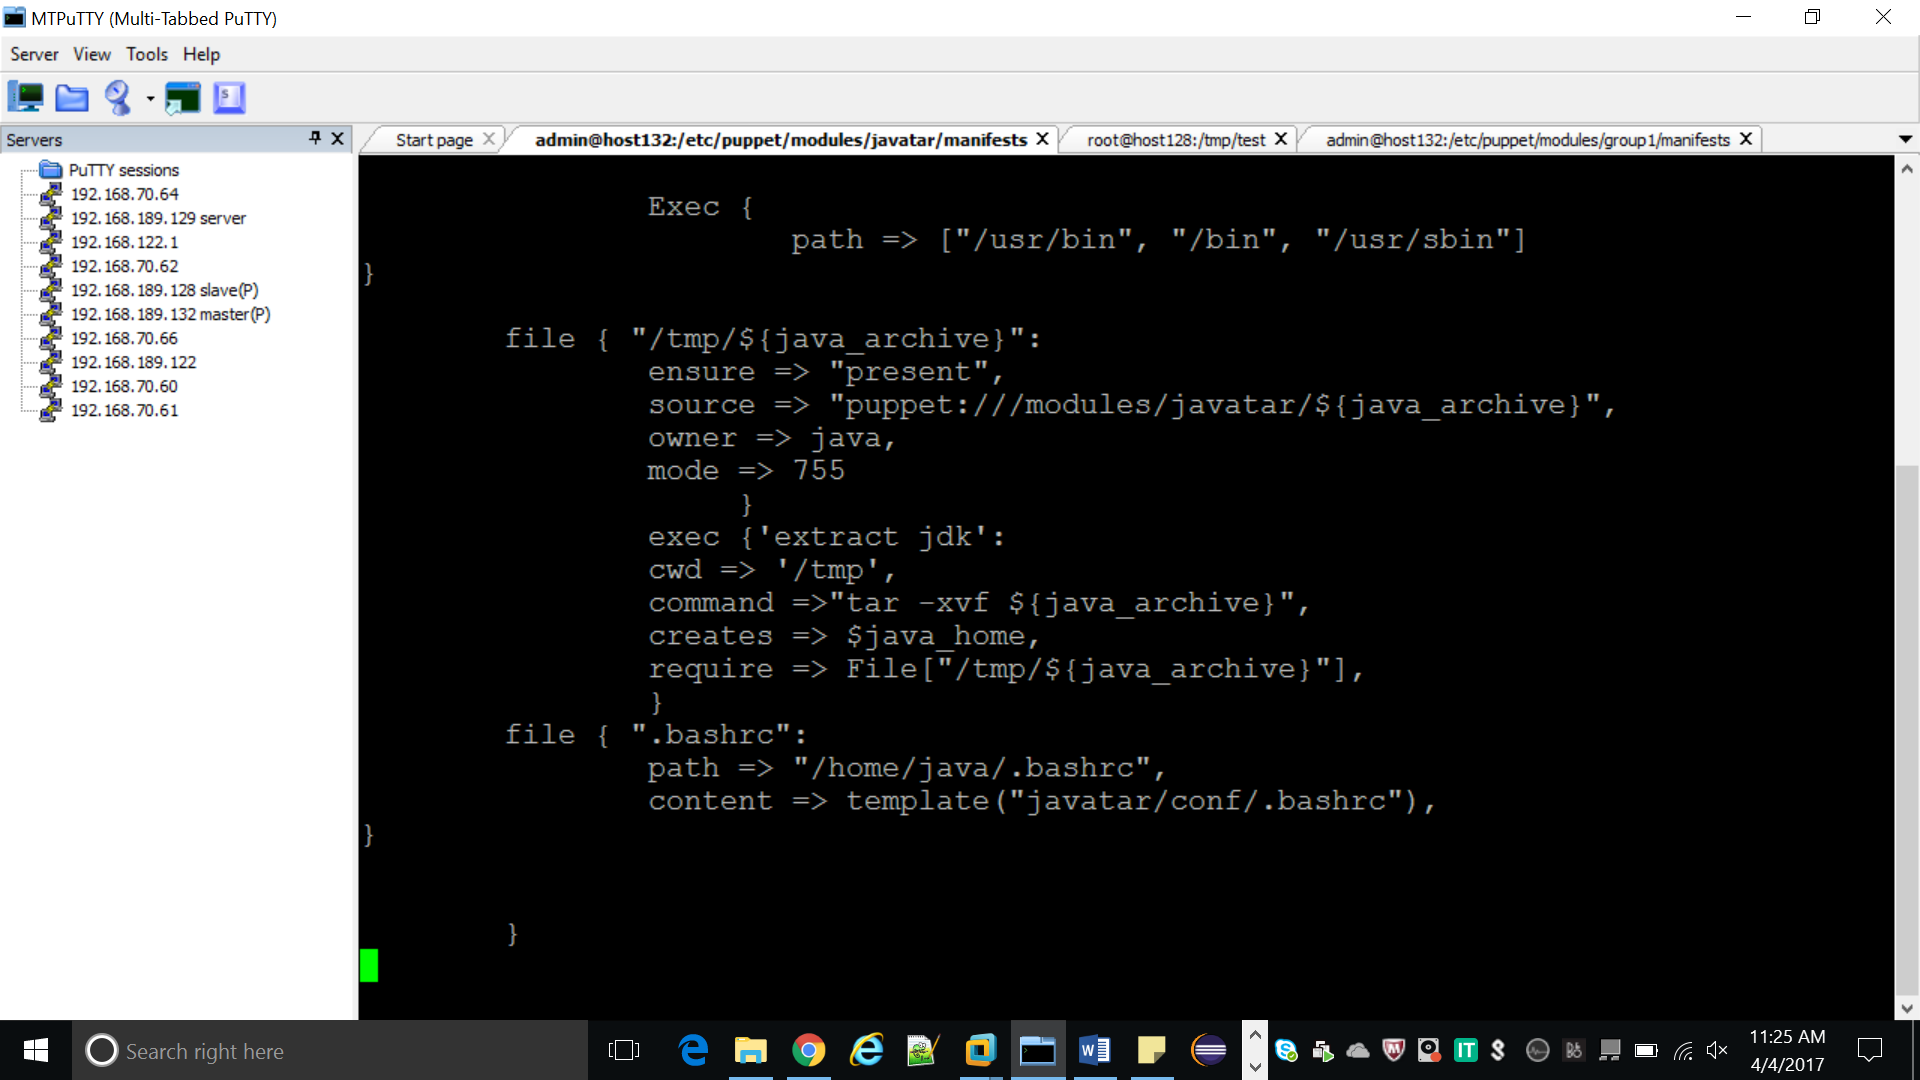 MTPuTTY (Multi-Tabbed PuTTY)
Server View Tools Help
Servers
Start page
admin@host132:/etc/puppet/modules/javatar/manifests
root@host128:/tmp/test
admin@host132:/etc/puppet/modules/group1/manifests
PuTTY sessions
192.168.70.64
192.168.189.129 server
192.168.122.1
192.168.70.62
192.168.189.128 slave(P)
192.168.189.132 master(P)
192.168.70.66
192.168.189.122
192.168.70.60
192.168.70.61
Exec {
path => ["/usr/bin", "/bin", "/usr/sbin"]
}
file { "/tmp/${java_archive}":
ensure => "present",
source => "puppet:///modules/javatar/${java_archive}",
owner => java,
mode => 755
}
exec {'extract jdk':
cwd => '/tmp',
command =>"tar -xvf ${java_archive}",
creates => $java_home,
require => File["/tmp/${java_archive}"],
}
file { ".bashrc":
path => "/home/java/.bashrc",
content => template("javatar/conf/.bashrc"),
}
}
Search right here
11:25 AM
4/4/2017